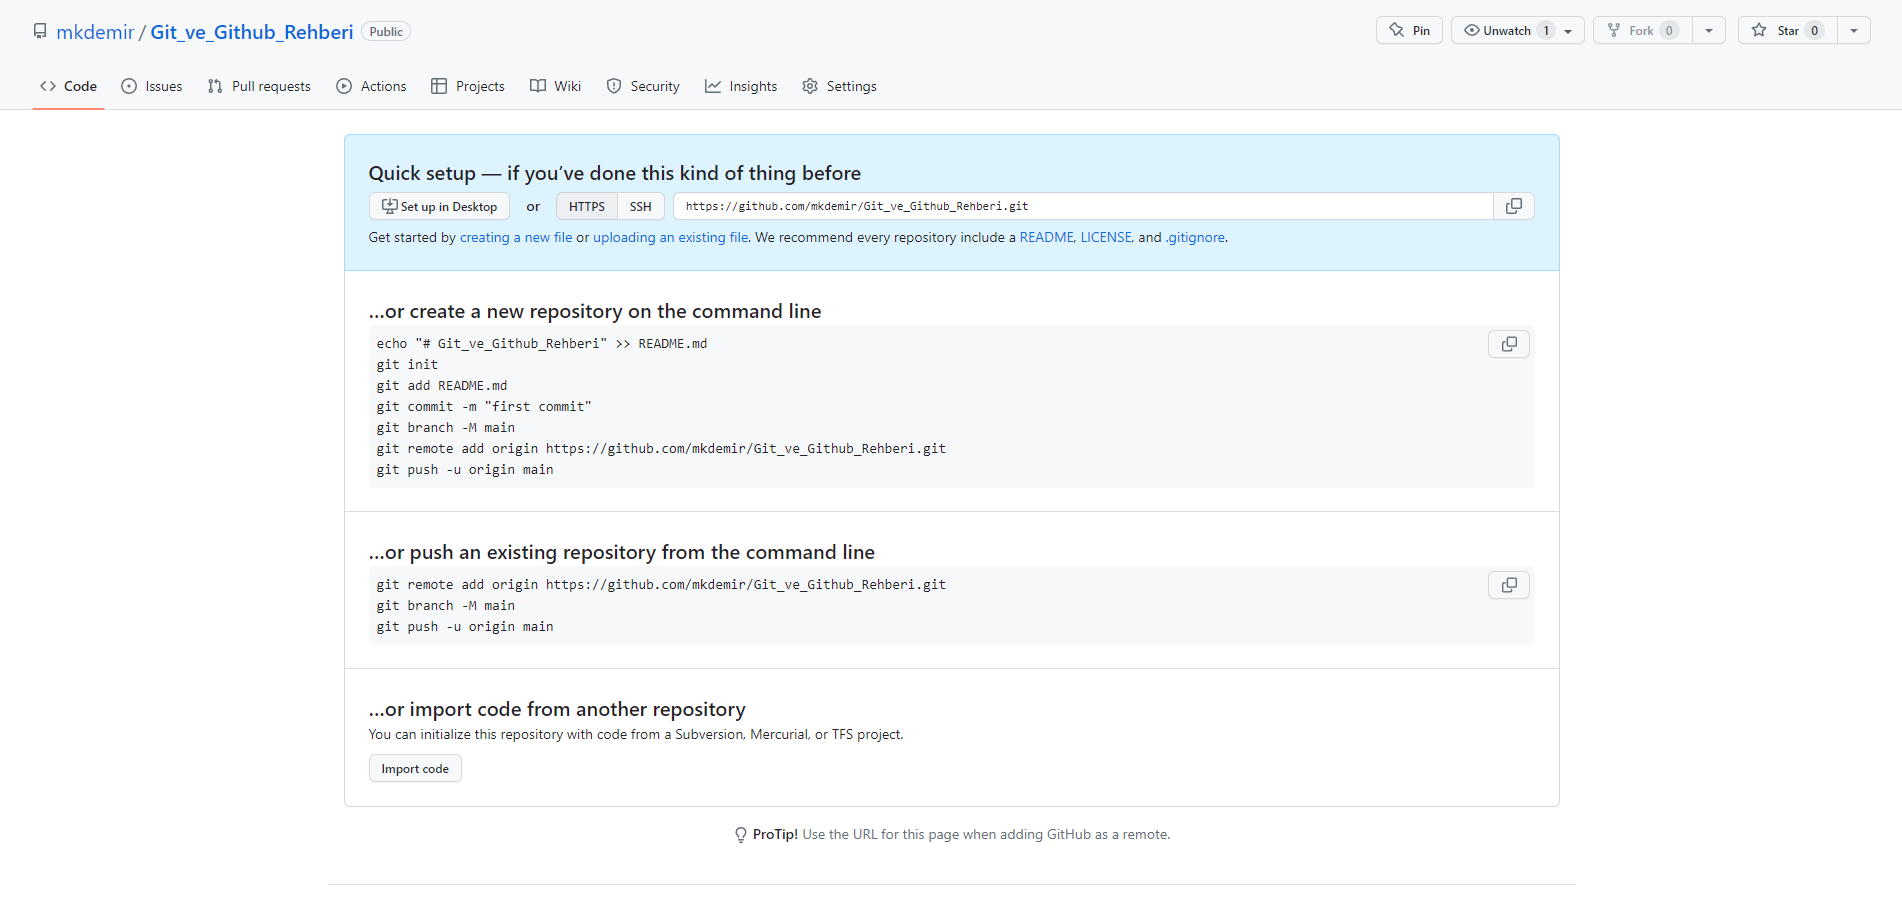 mkdemir / Git_ve_Github_Rehberi Public
Pin Unwatch 1 Fork 0 Star 0
Code Issues Pull requests Actions Projects Wiki Security Insights Settings
Quick setup — if you’ve done this kind of thing before
Set up in Desktop or HTTPS SSH https://github.com/mkdemir/Git_ve_Github_Rehberi.git
Get started by creating a new file or uploading an existing file. We recommend every repository include a README, LICENSE, and .gitignore.
…or create a new repository on the command line
echo "# Git_ve_Github_Rehberi" >> README.md
git init
git add README.md
git commit -m "first commit"
git branch -M main
git remote add origin https://github.com/mkdemir/Git_ve_Github_Rehberi.git
git push -u origin main
…or push an existing repository from the command line
git remote add origin https://github.com/mkdemir/Git_ve_Github_Rehberi.git
git branch -M main
git push -u origin main
…or import code from another repository
You can initialize this repository with code from a Subversion, Mercurial, or TFS project.
Import code
ProTip! Use the URL for this page when adding GitHub as a remote.